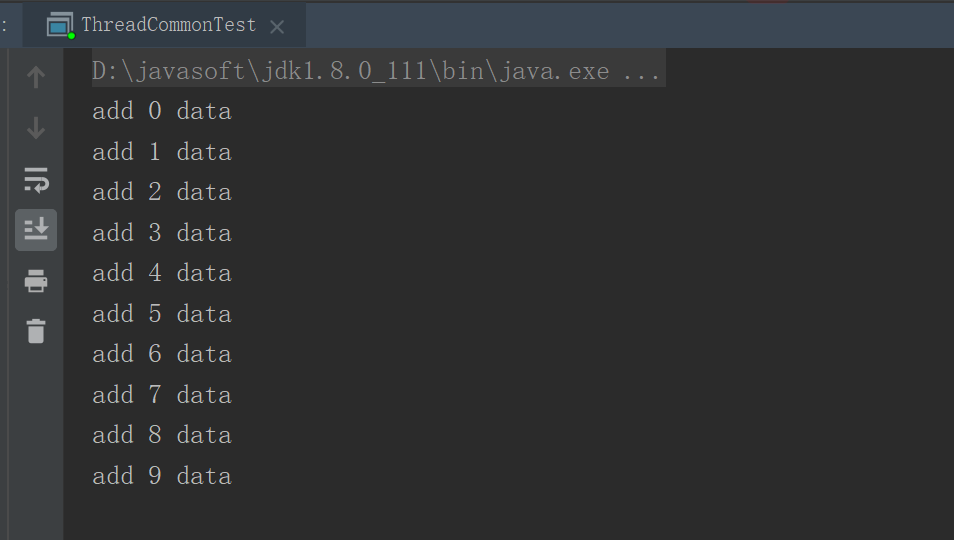 : ThreadCommonTest
D:\javasoft\jdk1.8.0_111\bin\java.exe ...
add 0 data
add 1 data
add 2 data
add 3 data
add 4 data
add 5 data
add 6 data
add 7 data
add 8 data
add 9 data